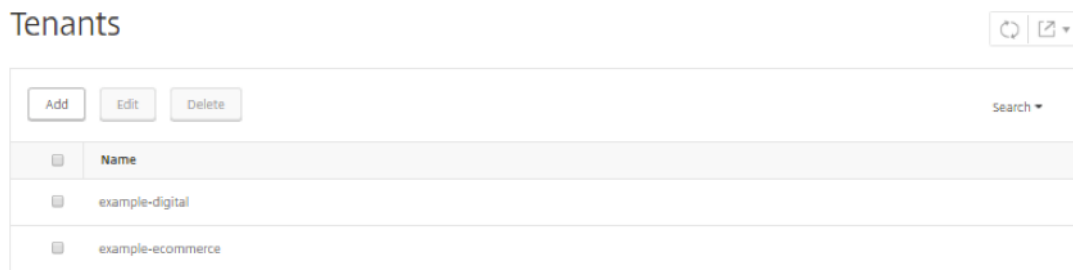 Tenants
Add Edit Delete Search
Name
example-digital
example-ecommerce